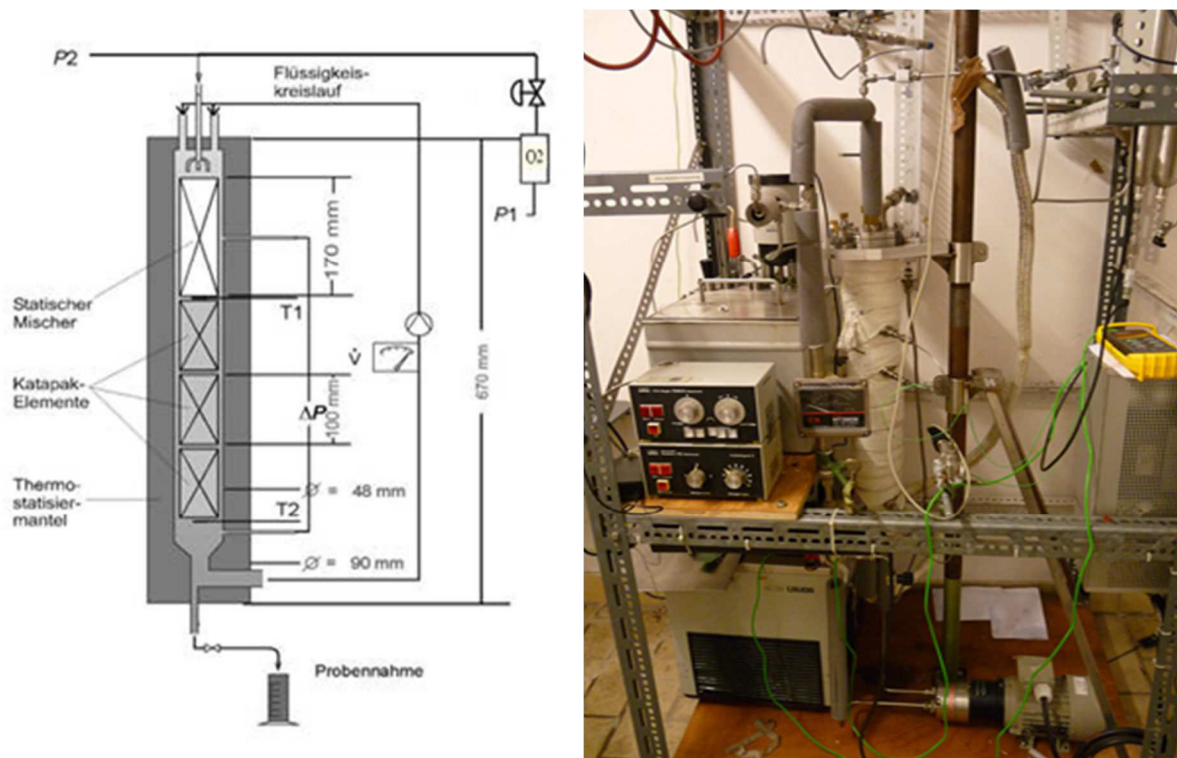 P2
Flüssigkeis-
kreislauf
O2
P1
170 mm
Statischer
Mischer
T1
V̇
670 mm
Katapak-
Elemente
100 mm
ΔP
Thermo-
statisier-
mantel
Ø = 48 mm
T2
Ø = 90 mm
Probennahme
LAUDA